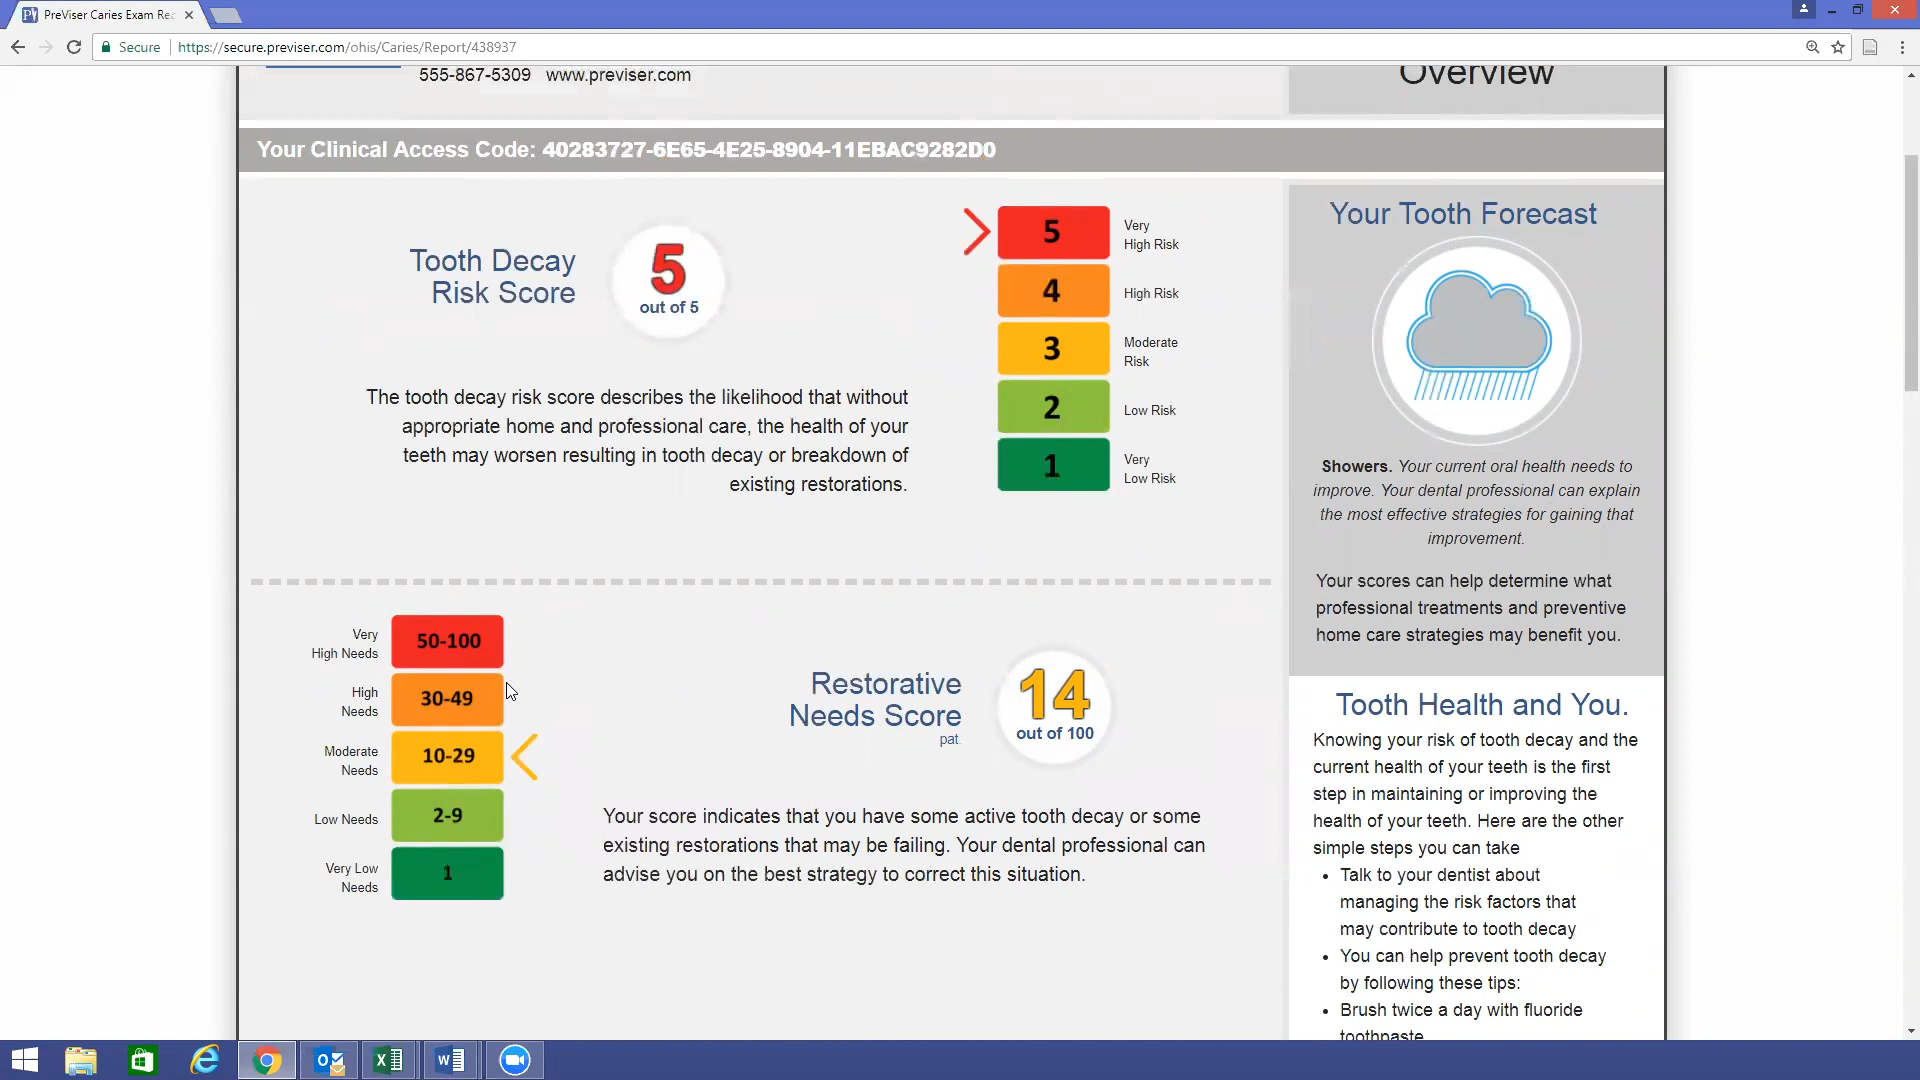 PreViser Caries Exam Re
Secure
https://secure.previser.com/ohis/Caries/Report/438937
555-867-5309 www.previser.com
Overview
Your Clinical Access Code: 40283727-6E65-4E25-8904-11EBAC9282D0
Tooth Decay
Risk Score
5
out of 5
The tooth decay risk score describes the likelihood that without
appropriate home and professional care, the health of your
teeth may worsen resulting in tooth decay or breakdown of
existing restorations.
5
Very
High Risk
4
High Risk
3
Moderate
Risk
2
Low Risk
1
Very
Low Risk
Very
High Needs
50-100
High
Needs
30-49
Moderate
Needs
10-29
Low Needs
2-9
Very Low
Needs
1
Restorative
Needs Score
pat.
14
out of 100
Your score indicates that you have some active tooth decay or some
existing restorations that may be failing. Your dental professional can
advise you on the best strategy to correct this situation.
Your Tooth Forecast
Showers. Your current oral health needs to
improve. Your dental professional can explain
the most effective strategies for gaining that
improvement.
Your scores can help determine what
professional treatments and preventive
home care strategies may benefit you.
Tooth Health and You.
Knowing your risk of tooth decay and the
current health of your teeth is the first
step in maintaining or improving the
health of your teeth. Here are the other
simple steps you can take
• Talk to your dentist about
managing the risk factors that
may contribute to tooth decay
• You can help prevent tooth decay
by following these tips:
• Brush twice a day with fluoride
toothpaste